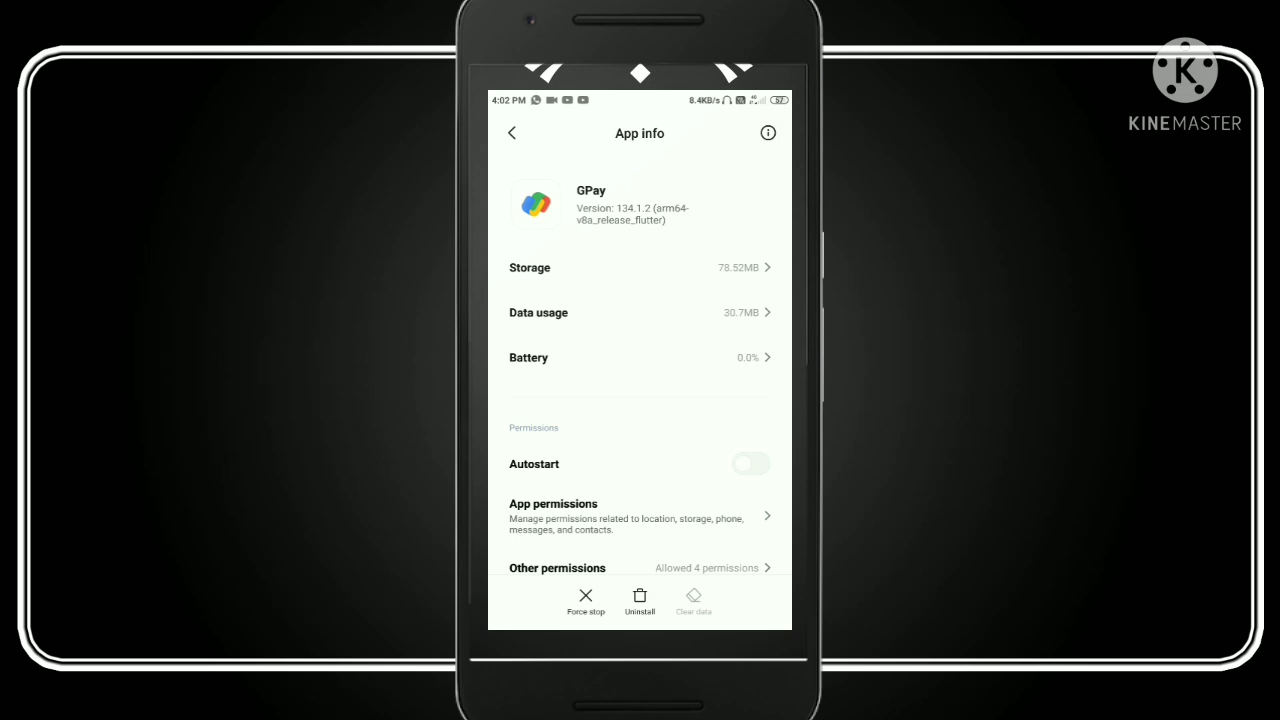 K
KINEMASTER
4:02 PM
8.4KB/s
4G
57
App info
GPay
Version: 134.1.2 (arm64-
v8a_release_flutter)
Storage 78.52MB
Data usage 30.7MB
Battery 0.0%
Permissions
Autostart
App permissions
Manage permissions related to location, storage, phone,
messages, and contacts.
Other permissions Allowed 4 permissions
Force stop Uninstall Clear data